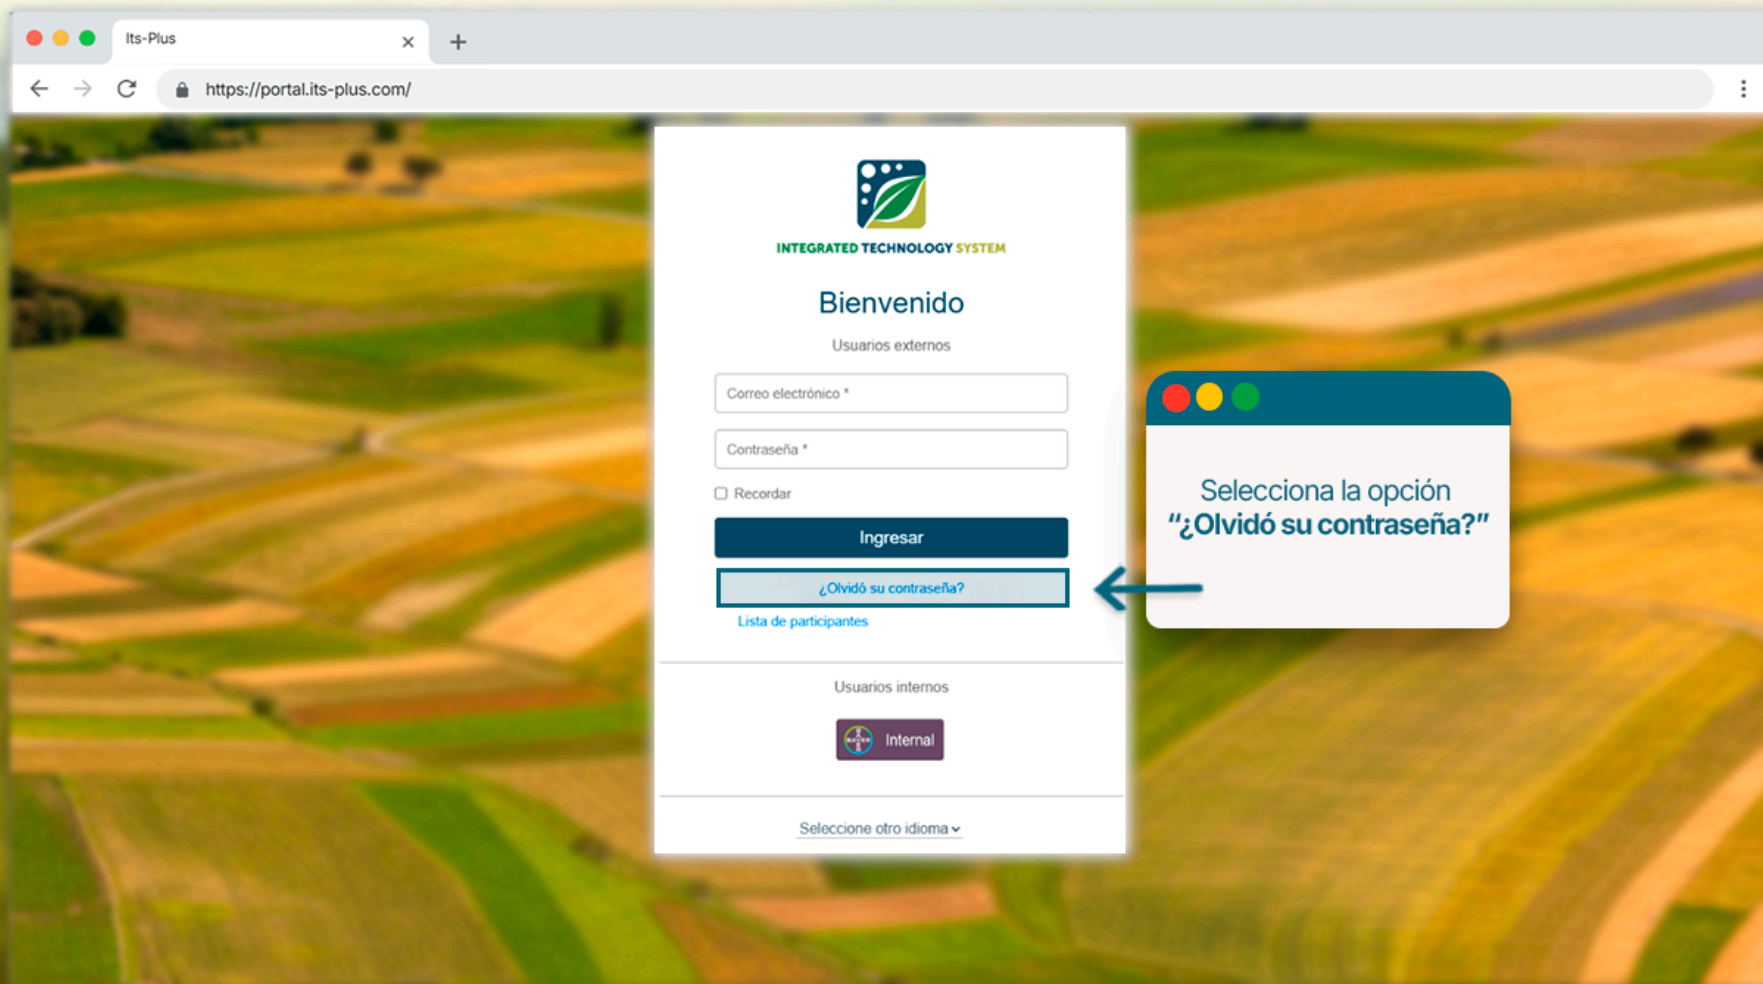 Its-Plus
https://portal.its-plus.com/
INTEGRATED TECHNOLOGY SYSTEM
Bienvenido
Usuarios externos
Correo electrónico *
Contraseña *
Recordar
Ingresar
¿Olvidó su contraseña?
Lista de participantes
Usuarios internos
BAYER
Internal
Seleccione otro idioma
Selecciona la opción
“¿Olvidó su contraseña?”